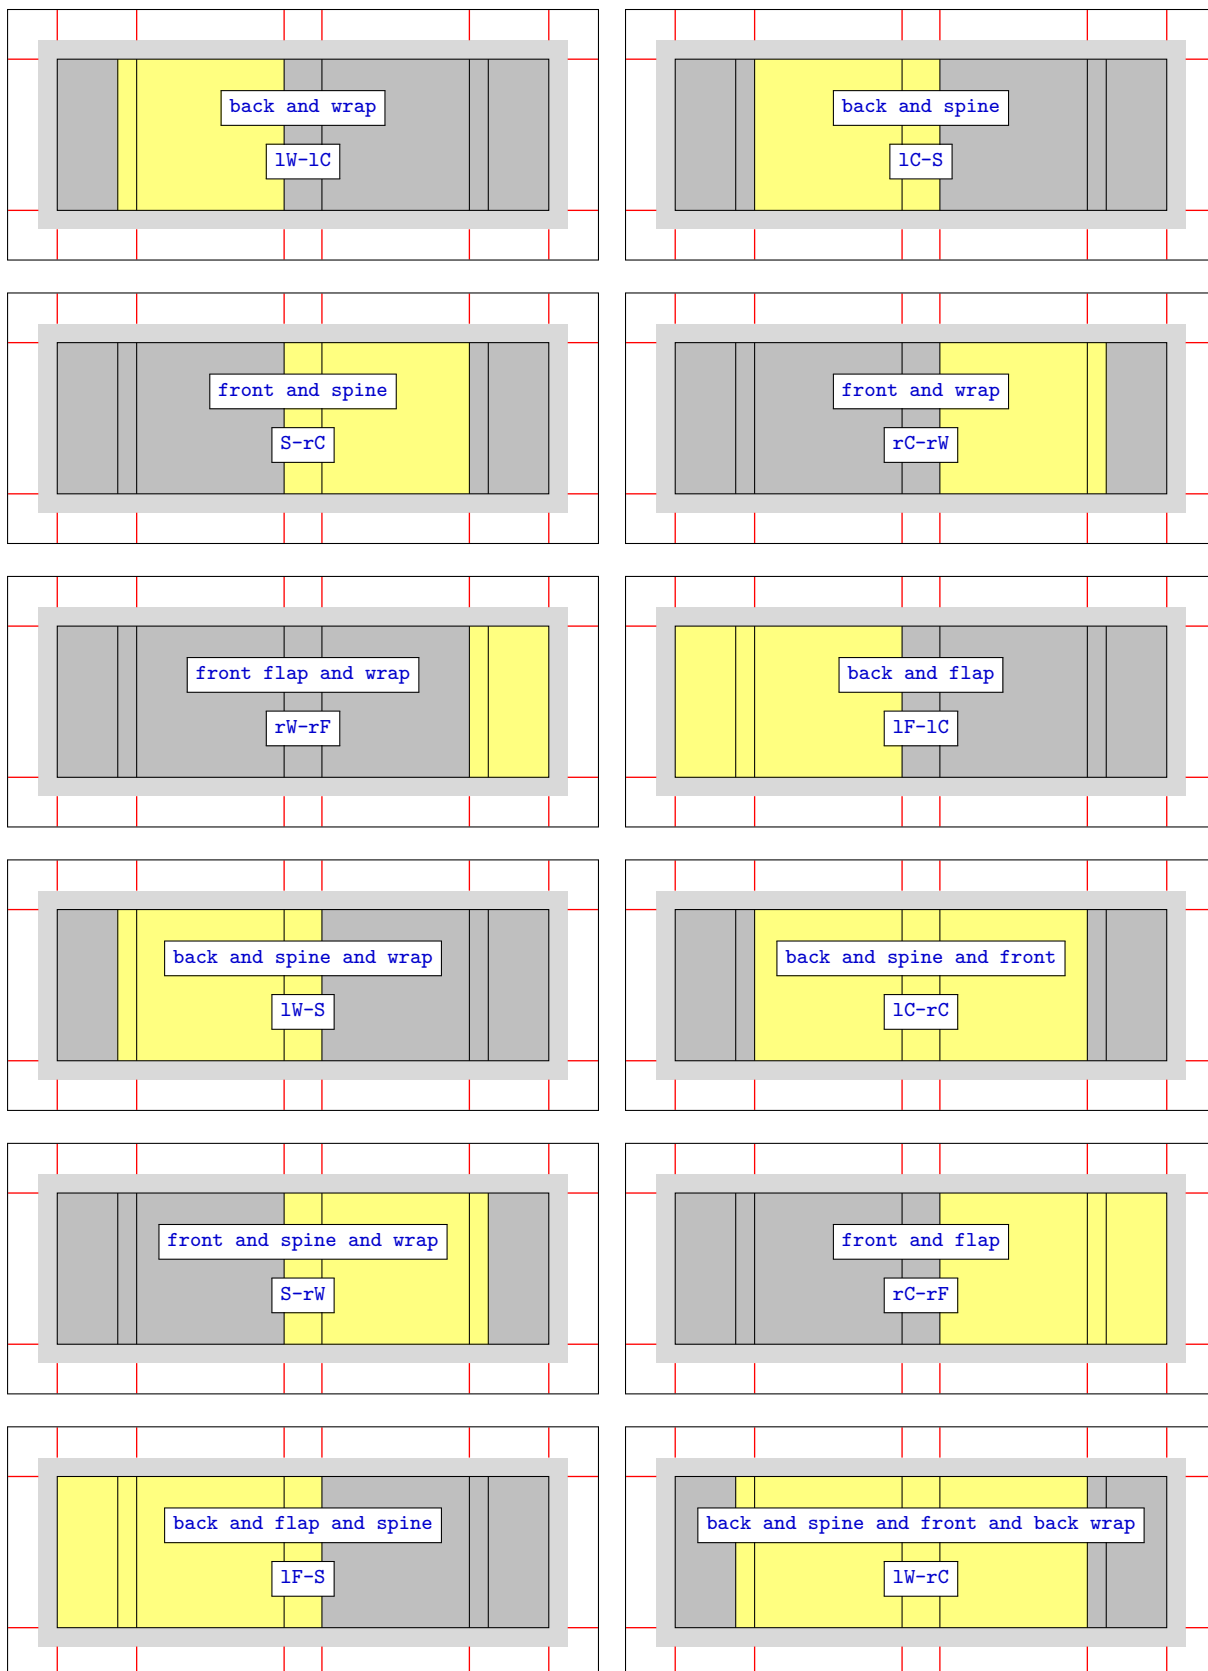 back and wrap
lW-lC
back and spine
lC-S
front and spine
S-rC
front and wrap
rC-rW
front flap and wrap
rW-rF
back and flap
lF-lC
back and spine and wrap
lW-S
back and spine and front
lC-rC
front and spine and wrap
S-rW
front and flap
rC-rF
back and flap and spine
lF-S
back and spine and front and back wrap
lW-rC